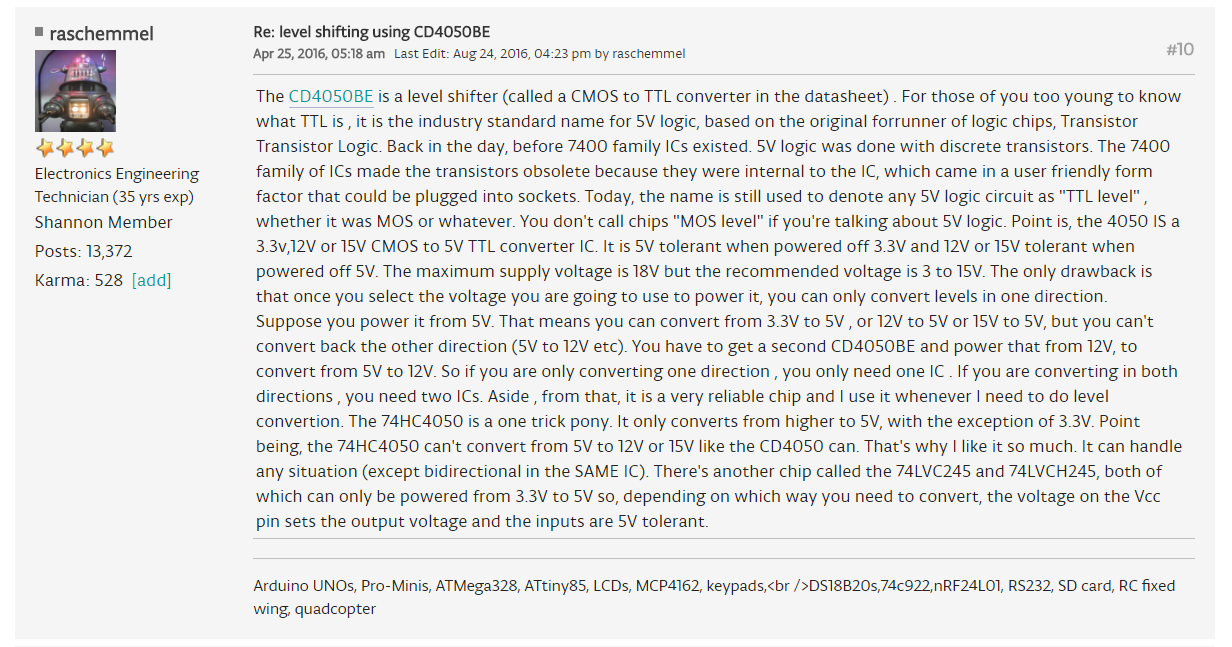 raschemmel
Electronics Engineering
Technician (35 yrs exp)
Shannon Member
Posts: 13,372
Karma: 528 [add]
Re: level shifting using CD4050BE
Apr 25, 2016, 05:18 am Last Edit: Aug 24, 2016, 04:23 pm by raschemmel
#10
The CD4050BE is a level shifter (called a CMOS to TTL converter in the datasheet) . For those of you too young to know
what TTL is , it is the industry standard name for 5V logic, based on the original forrunner of logic chips, Transistor
Transistor Logic. Back in the day, before 7400 family ICs existed. 5V logic was done with discrete transistors. The 7400
family of ICs made the transistors obsolete because they were internal to the IC, which came in a user friendly form
factor that could be plugged into sockets. Today, the name is still used to denote any 5V logic circuit as "TTL level" ,
whether it was MOS or whatever. You don't call chips "MOS level" if you're talking about 5V logic. Point is, the 4050 IS a
3.3v,12V or 15V CMOS to 5V TTL converter IC. It is 5V tolerant when powered off 3.3V and 12V or 15V tolerant when
powered off 5V. The maximum supply voltage is 18V but the recommended voltage is 3 to 15V. The only drawback is
that once you select the voltage you are going to use to power it, you can only convert levels in one direction.
Suppose you power it from 5V. That means you can convert from 3.3V to 5V , or 12V to 5V or 15V to 5V, but you can't
convert back the other direction (5V to 12V etc). You have to get a second CD4050BE and power that from 12V, to
convert from 5V to 12V. So if you are only converting one direction , you only need one IC . If you are converting in both
directions , you need two ICs. Aside , from that, it is a very reliable chip and I use it whenever I need to do level
convertion. The 74HC4050 is a one trick pony. It only converts from higher to 5V, with the exception of 3.3V. Point
being, the 74HC4050 can't convert from 5V to 12V or 15V like the CD4050 can. That's why I like it so much. It can handle
any situation (except bidirectional in the SAME IC). There's another chip called the 74LVC245 and 74LVCH245, both of
which can only be powered from 3.3V to 5V so, depending on which way you need to convert, the voltage on the Vcc
pin sets the output voltage and the inputs are 5V tolerant.
Arduino UNOs, Pro-Minis, ATMega328, ATtiny85, LCDs, MCP4162, keypads,<br />DS18B20s,74c922,nRF24L01, RS232, SD card, RC fixed
wing, quadcopter